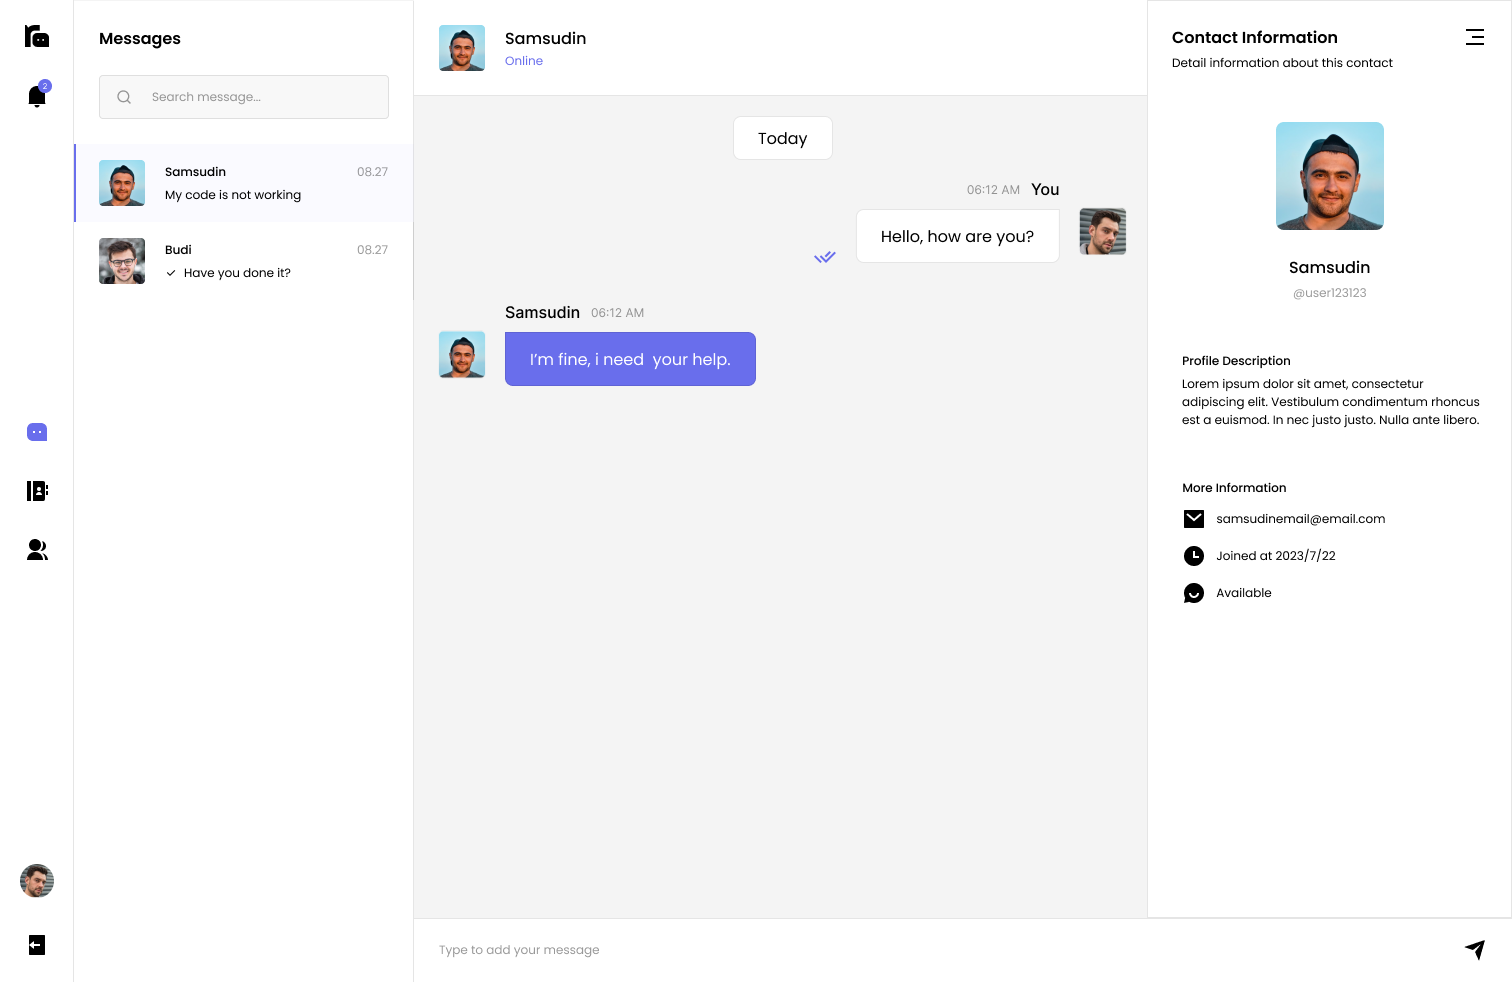 2
Messages
Search message...
Samsudin
08.27
My code is not working
Budi
08.27
Have you done it?
Samsudin
Online
Today
06:12 AM You
Hello, how are you?
Samsudin 06:12 AM
I'm fine, i need  your help.
Type to add your message
Contact Information
Detail information about this contact
Samsudin
@user123123
Profile Description
Lorem ipsum dolor sit amet, consectetur
adipiscing elit. Vestibulum condimentum rhoncus
est a euismod. In nec justo justo. Nulla ante libero.
More Information
samsudinemail@email.com
Joined at 2023/7/22
Available